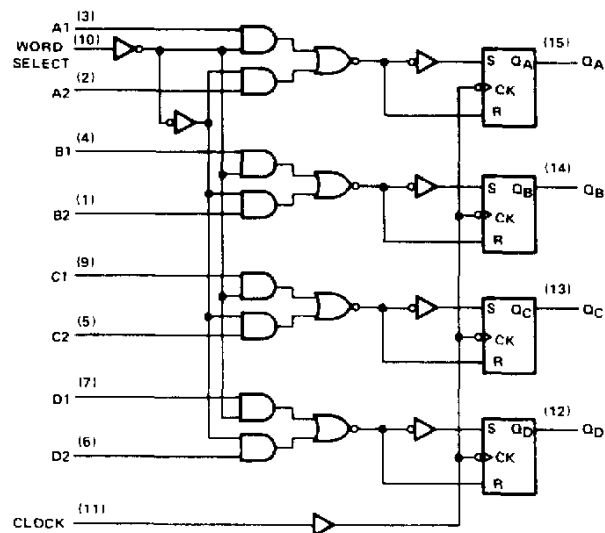 A1 (3)
WORD SELECT (10)
A2 (2)
S QA (15) QA
CK
R
B1 (4)
B2 (1)
S QB (14) QB
CK
R
C1 (9)
C2 (5)
S QC (13) QC
CK
R
D1 (7)
D2 (6)
S QD (12) QD
CK
R
CLOCK (11)